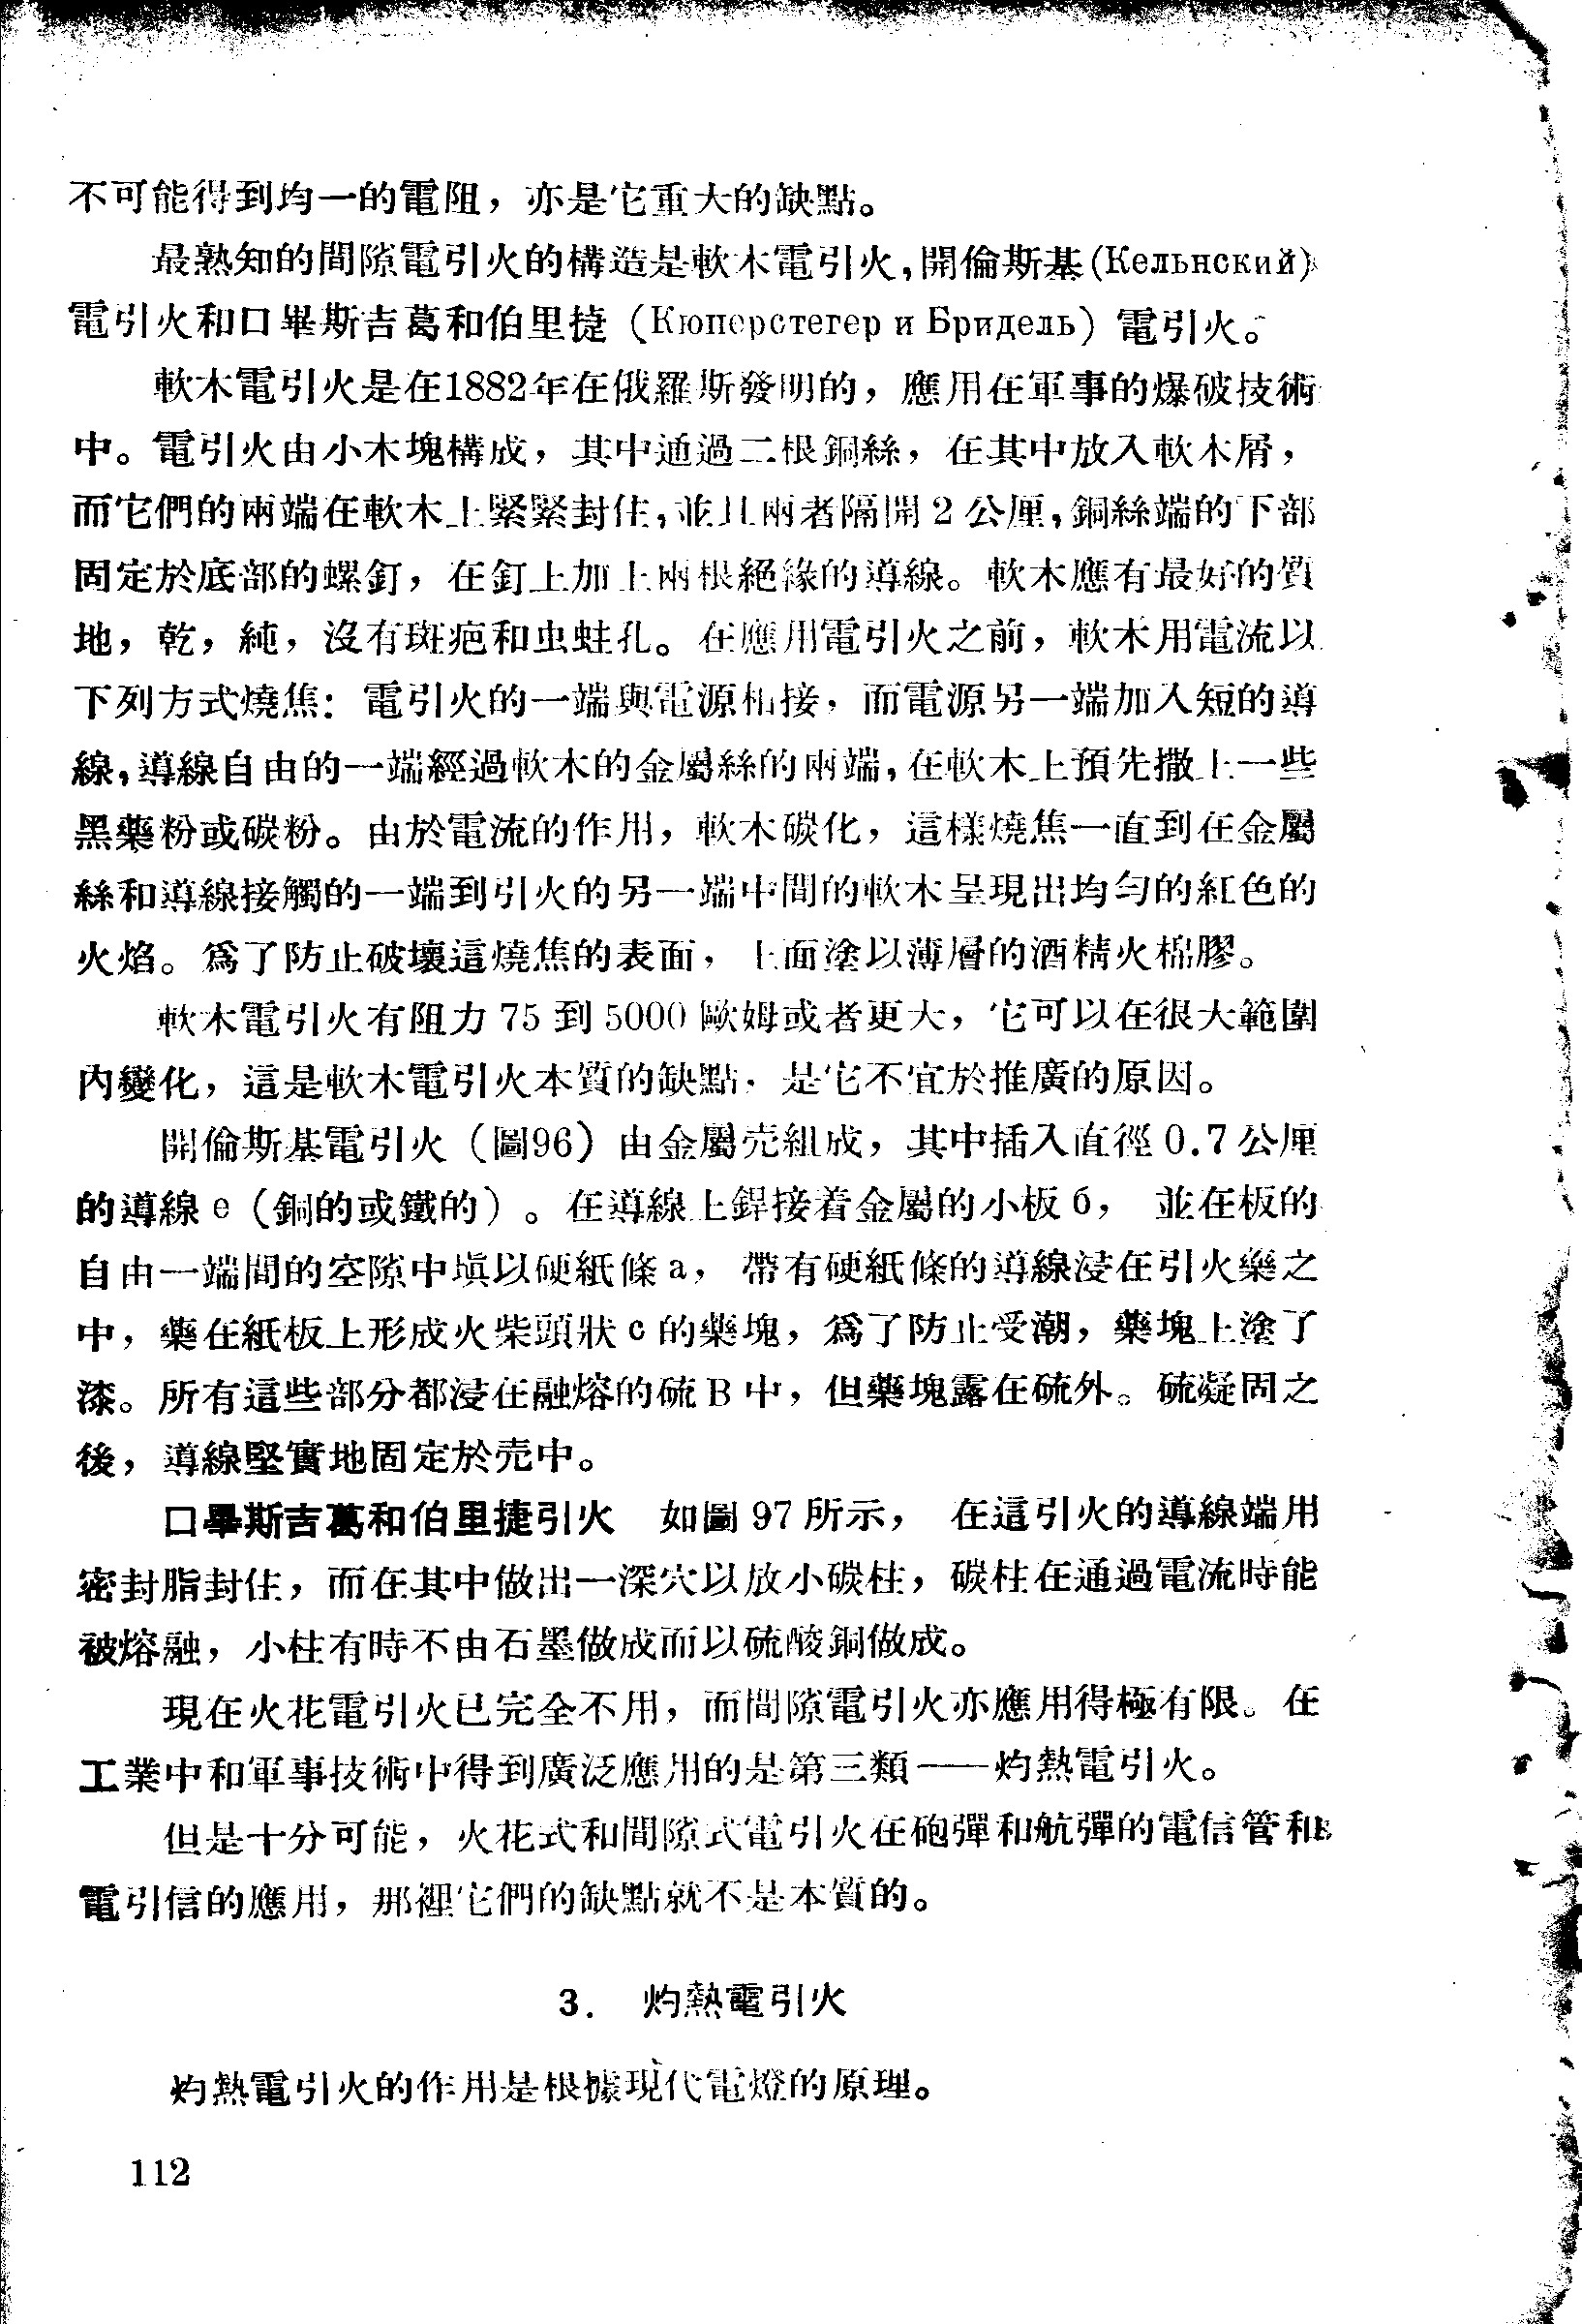 不可能得到均一的電阻，亦是它重大的缺點。
最熟知的間隙電引火的構造是軟木電引火，開倫斯基(Кельнский)
電引火和口畢斯吉葛和伯里捷（Кюперстегер и Бридель）電引火。
軟木電引火是在1882年在俄羅斯發明的，應用在軍事的爆破技術
中。電引火由小木塊構成，其中通過二根銅絲，在其中放入軟木屑，
而它們的兩端在軟木上緊緊封住，並且兩者隔開2公厘，銅絲端的下部
固定於底部的螺釘，在釘上加上兩根絕緣的導線。軟木應有最好的質
地，乾，純，沒有斑疤和虫蛀孔。在應用電引火之前，軟木用電流以
下列方式燒焦：電引火的一端與電源相接，而電源另一端加入短的導
線，導線自由的一端經過軟木的金屬絲的兩端，在軟木上預先撒上一些
黑藥粉或碳粉。由於電流的作用，軟木碳化，這樣燒焦一直到在金屬
絲和導線接觸的一端到引火的另一端中間的軟木呈現出均勻的紅色的
火焰。爲了防止破壞這燒焦的表面，上面塗以薄層的酒精火棉膠。
軟木電引火有阻力75到5000歐姆或者更大，它可以在很大範圍
內變化，這是軟木電引火本質的缺點，是它不宜於推廣的原因。
開倫斯基電引火（圖96）由金屬売組成，其中插入直徑0.7公厘
的導線e（銅的或鐵的）。在導線上銲接着金屬的小板б， 並在板的
自由一端間的空隙中塡以硬紙條a， 帶有硬紙條的導線浸在引火藥之
中，藥在紙板上形成火柴頭狀c的藥塊，爲了防止受潮，藥塊上塗了
漆。所有這些部分都浸在融熔的硫B中，但藥塊露在硫外。硫凝固之
後，導線堅實地固定於売中。
口畢斯吉葛和伯里捷引火　如圖97所示， 在這引火的導線端用
密封脂封住，而在其中做出一深穴以放小碳柱，碳柱在通過電流時能
被熔融，小柱有時不由石墨做成而以硫酸銅做成。
現在火花電引火已完全不用，而間隙電引火亦應用得極有限。在
工業中和軍事技術中得到廣泛應用的是第三類——灼熱電引火。
但是十分可能，火花式和間隙式電引火在砲彈和航彈的電信管和
電引信的應用，那裡它們的缺點就不是本質的。
3.　灼熱電引火
灼熱電引火的作用是根據現代電燈的原理。
112